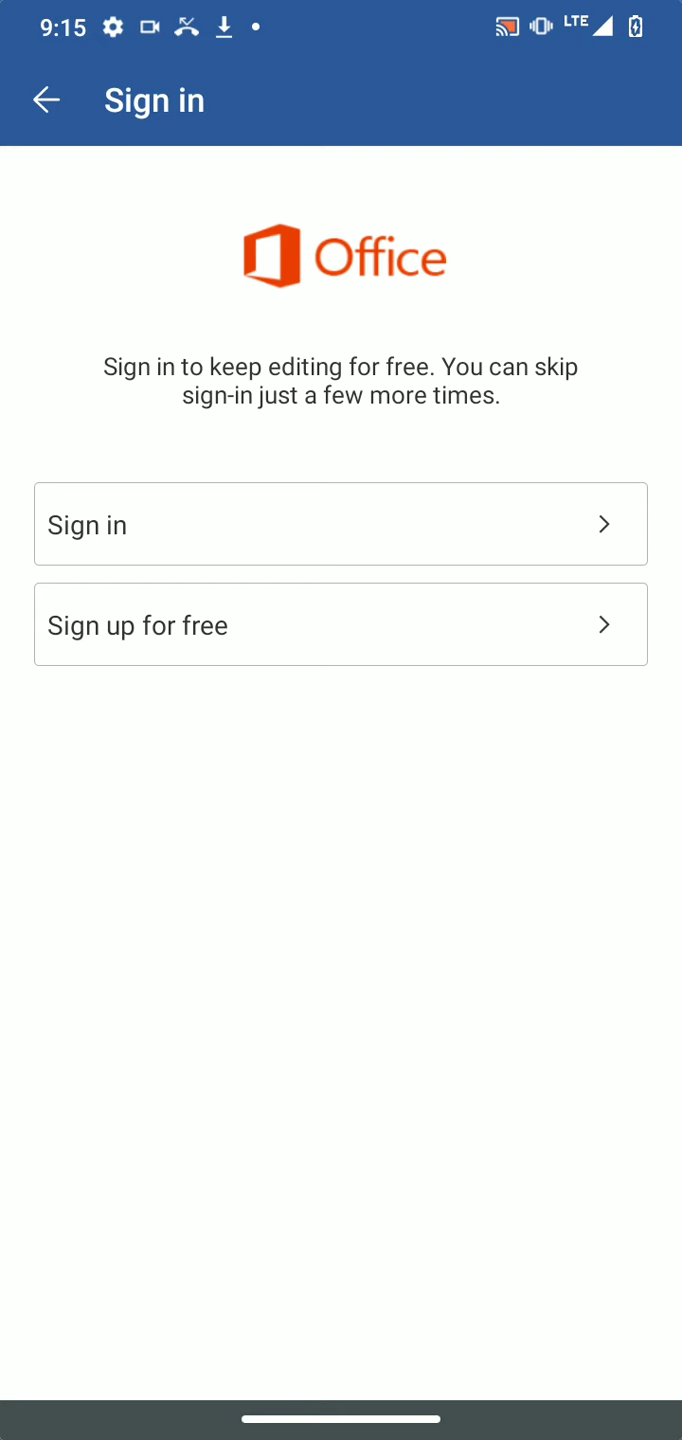 9:15
LTE
Sign in
Office
Sign in to keep editing for free. You can skip
sign-in just a few more times.
Sign in
Sign up for free